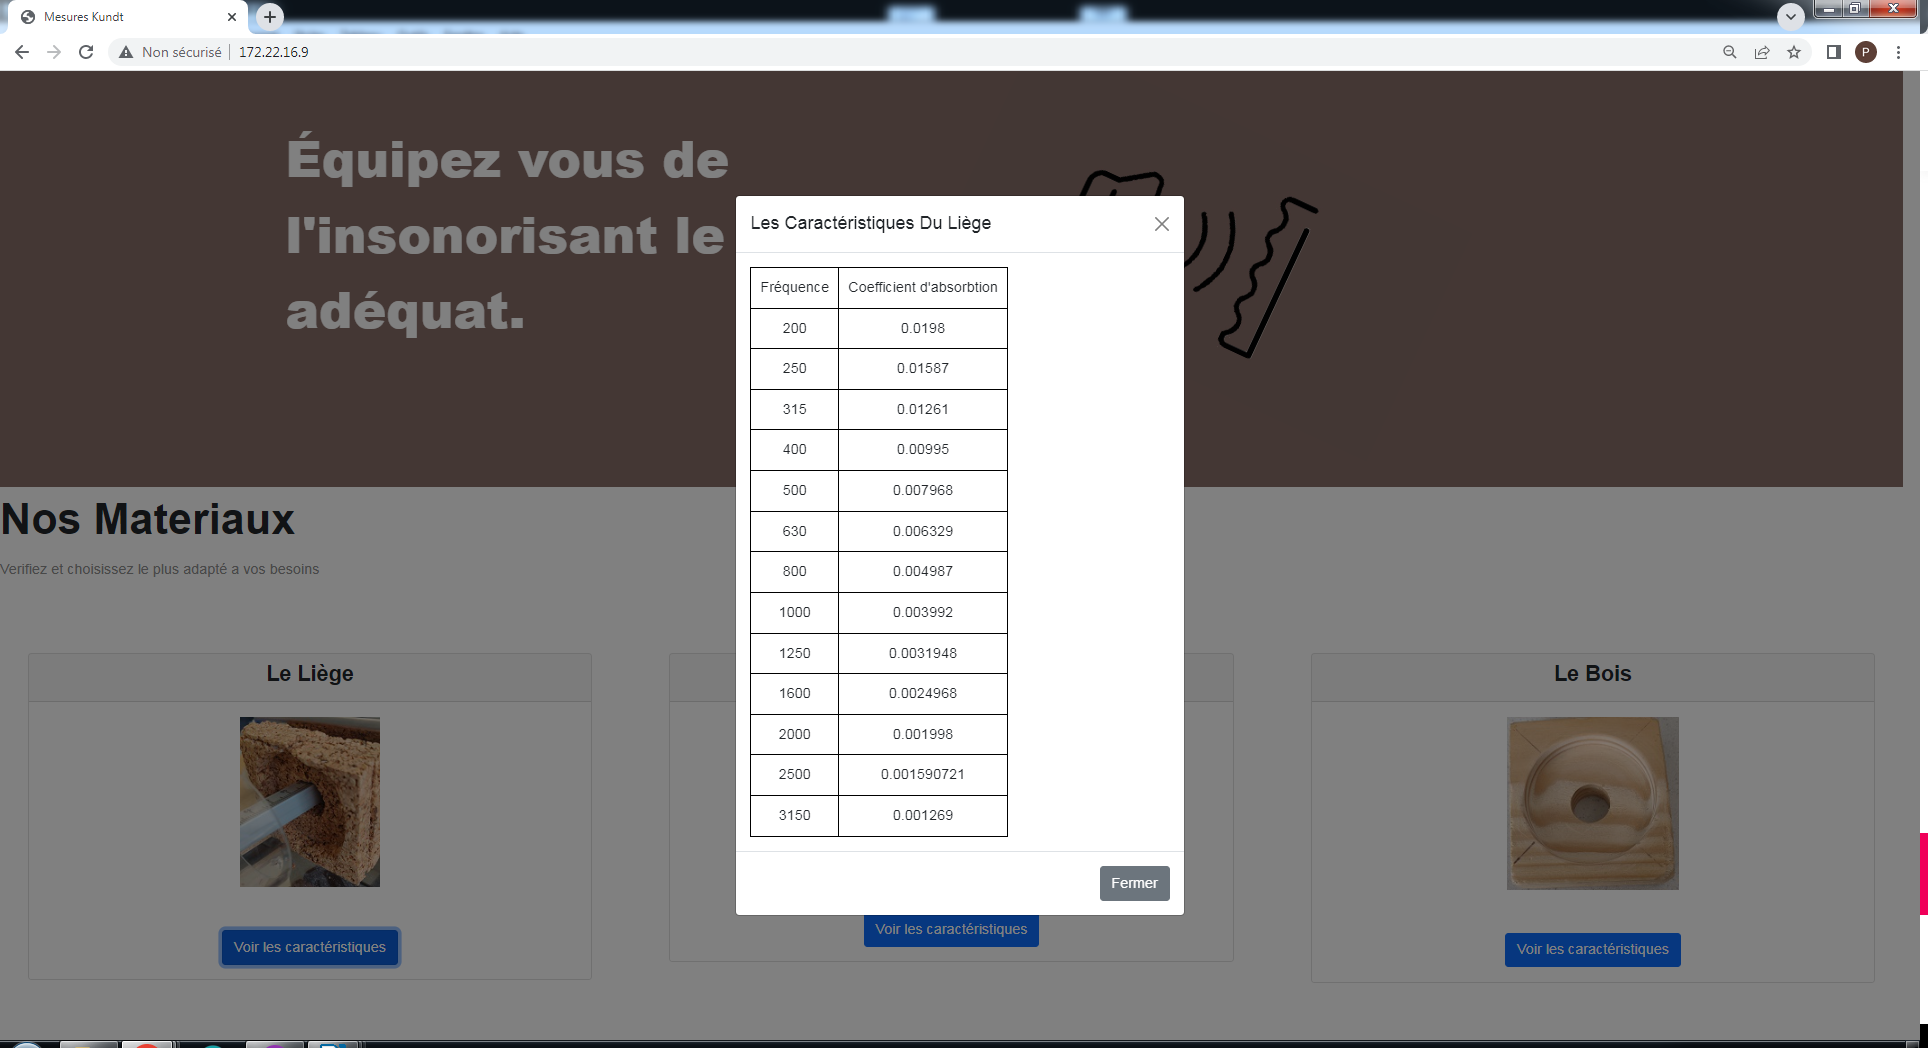 Mesures Kundt
Non sécurisé 172.22.16.9
P
Équipez vous de
l'insonorisant le
adéquat.
Les Caractéristiques Du Liège
Fréquence Coefficient d'absorbtion
200 0.0198
250 0.01587
315 0.01261
400 0.00995
500 0.007968
630 0.006329
800 0.004987
1000 0.003992
1250 0.0031948
1600 0.0024968
2000 0.001998
2500 0.001590721
3150 0.001269
Fermer
Nos Materiaux
Verifiez et choisissez le plus adapté a vos besoins
Le Liège
Voir les caractéristiques
Voir les caractéristiques
Le Bois
Voir les caractéristiques